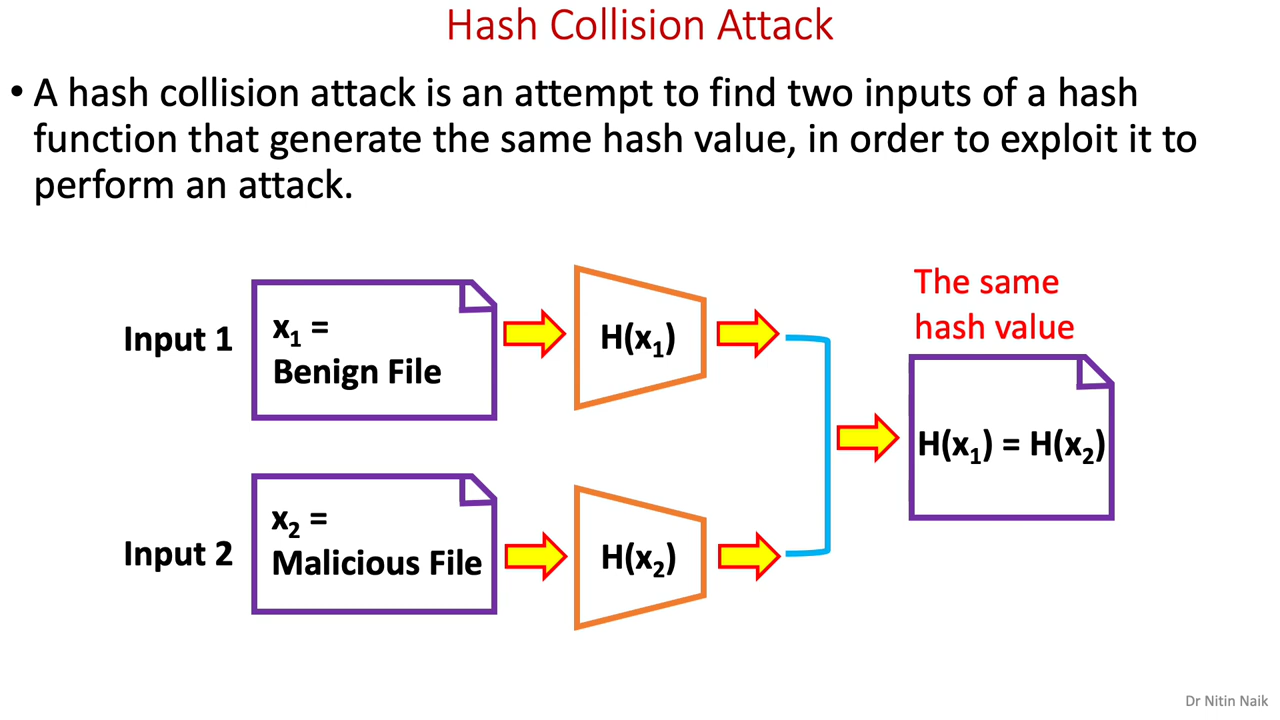 Hash Collision Attack
• A hash collision attack is an attempt to find two inputs of a hash
function that generate the same hash value, in order to exploit it to
perform an attack.
Input 1
x₁ =
Benign File
H(x₁)
The same
hash value
H(x₁) = H(x₂)
Input 2
x₂ =
Malicious File
H(x₂)
Dr Nitin Naik